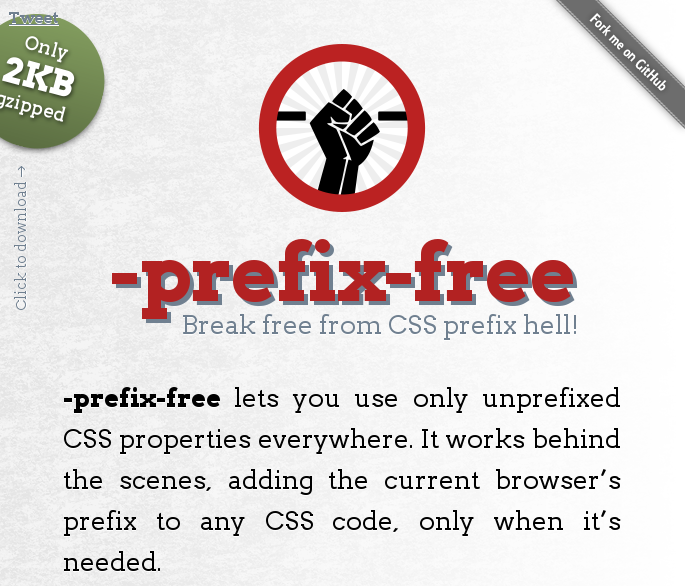 Tweet
Only
2KB
gzipped
Fork me on GitHub
Click to download →
-prefix-free
Break free from CSS prefix hell!
-prefix-free lets you use only unprefixed
CSS properties everywhere. It works behind
the scenes, adding the current browser’s
prefix to any CSS code, only when it’s
needed.